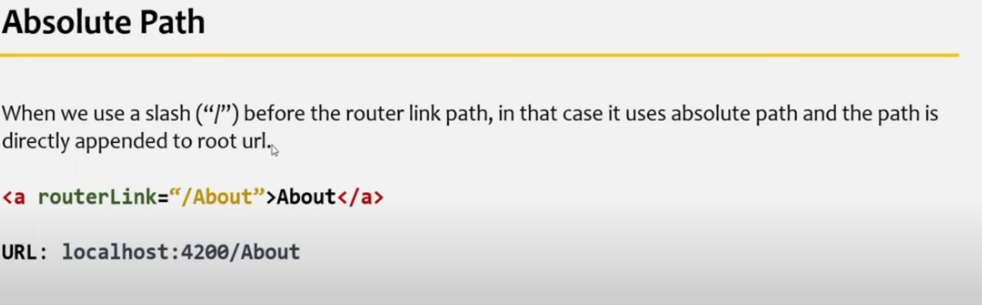 Absolute Path
When we use a slash (“/”) before the router link path, in that case it uses absolute path and the path is
directly appended to root url.
<a routerLink=“/About”>About</a>
URL: localhost:4200/About